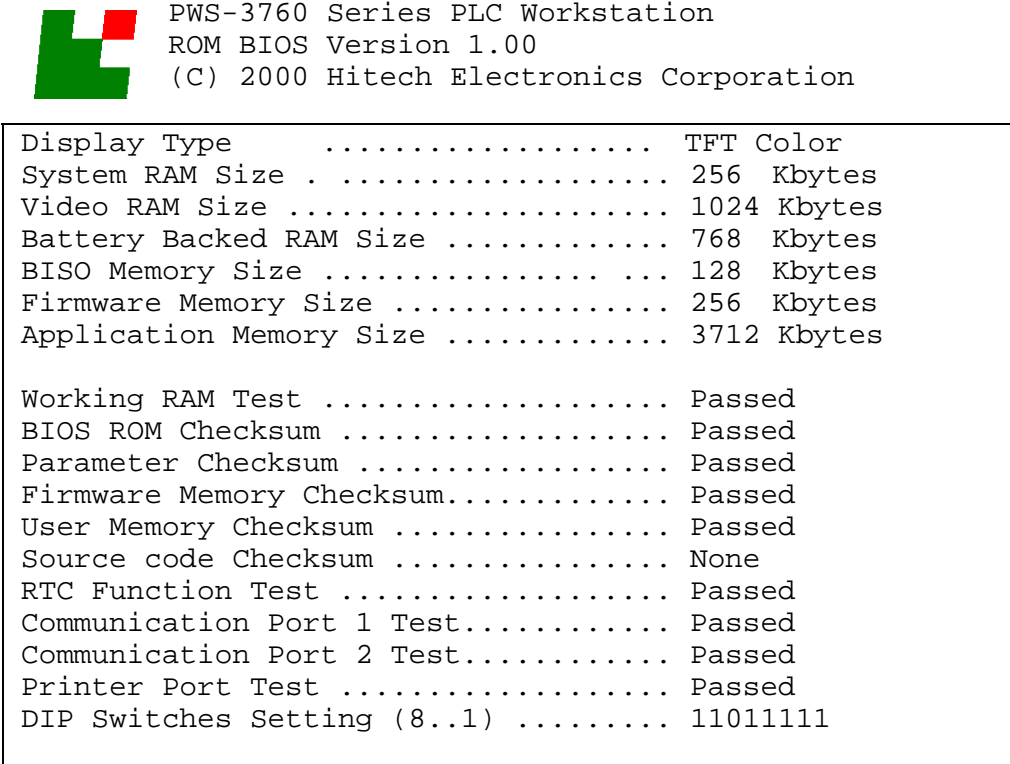 PWS-3760 Series PLC Workstation
ROM BIOS Version 1.00
(C) 2000 Hitech Electronics Corporation
Display Type .................. TFT Color
System RAM Size . .................. 256 Kbytes
Video RAM Size ..................... 1024 Kbytes
Battery Backed RAM Size ............. 768 Kbytes
BISO Memory Size ............... ... 128 Kbytes
Firmware Memory Size ............... 256 Kbytes
Application Memory Size ............. 3712 Kbytes
Working RAM Test ................... Passed
BIOS ROM Checksum .................. Passed
Parameter Checksum ................. Passed
Firmware Memory Checksum............. Passed
User Memory Checksum ............... Passed
Source code Checksum ............... None
RTC Function Test .................. Passed
Communication Port 1 Test............ Passed
Communication Port 2 Test............ Passed
Printer Port Test .................. Passed
DIP Switches Setting (8..1) ......... 11011111